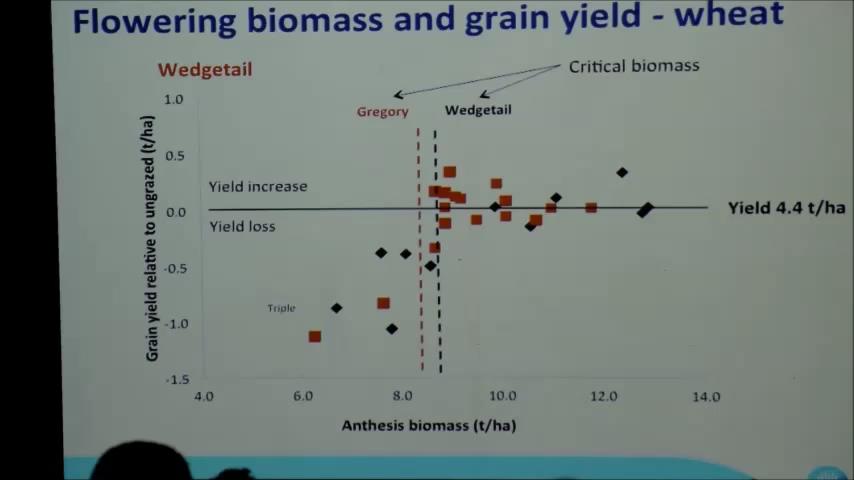 Flowering biomass and grain yield - wheat
Wedgetail
Critical biomass
Gregory
Wedgetail
Grain yield relative to ungrazed (t/ha)
1.0
0.5
0.0
-0.5
-1.0
-1.5
Yield increase
Yield loss
Yield 4.4 t/ha
Triple
4.0
6.0
8.0
10.0
12.0
14.0
Anthesis biomass (t/ha)